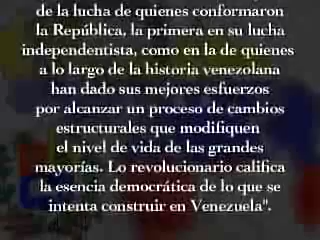 de la lucha de quienes conformaron
la República, la primera en su lucha
independentista, como en la de quienes
a lo largo de la historia venezolana
han dado sus mejores esfuerzos
por alcanzar un proceso de cambios
estructurales que modifiquen
el nivel de vida de las grandes
mayorías. Lo revolucionario califica
la esencia democrática de lo que se
intenta construir en Venezuela".